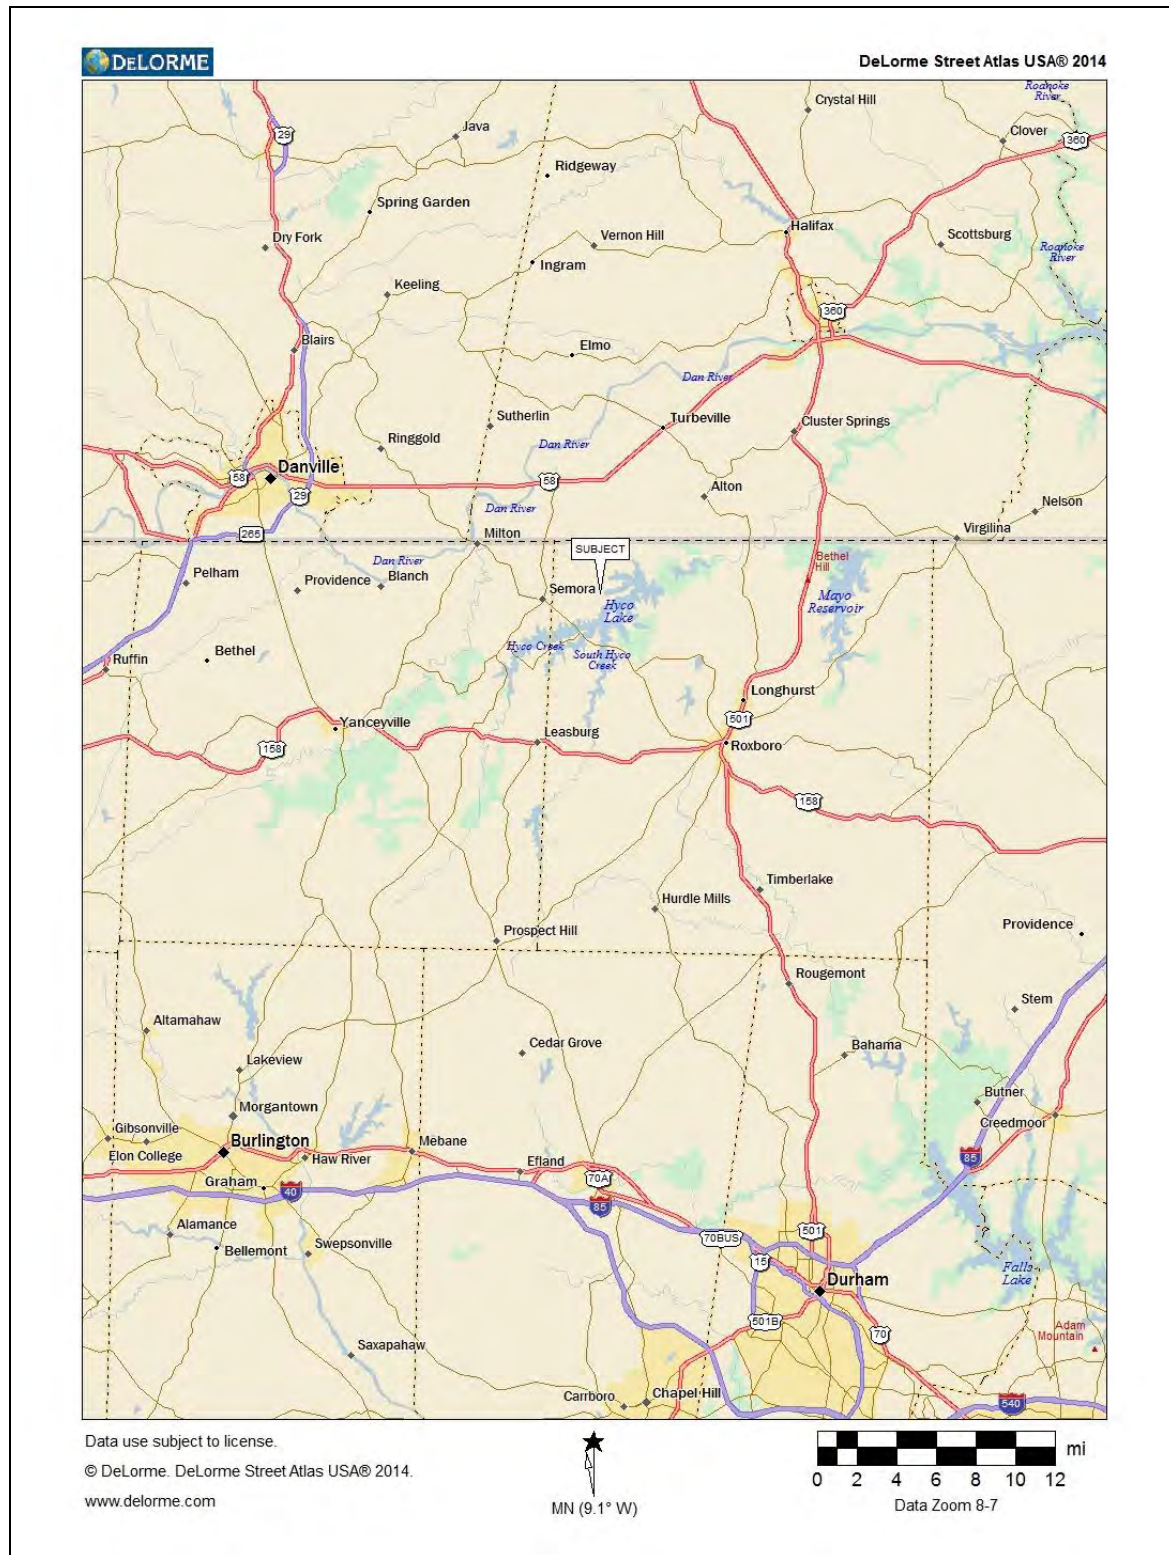 DELORME
DeLorme Street Atlas USA® 2014
Roanoke
River
Crystal Hill
29
Java
Clover
360
Ridgeway
Spring Garden
Halifax
Dry Fork
Vernon Hill
Scottsburg
Roanoke
River
Ingram
Keeling
360
Blairs
Elmo
Dan River
Sutherlin
Turbeville
Cluster Springs
Ringgold
Dan River
Danville
58
58
29
Alton
Nelson
Dan River
265
Milton
Virgilina
SUBJECT
Dan River
Bethel
Hill
Pelham
Providence
Blanch
Semora
Mayo
Reservoir
Hyco
Lake
Bethel
Hyco Creek
South Hyco
Creek
Ruffin
Longhurst
Yanceyville
501
Leasburg
Roxboro
158
158
Timberlake
Hurdle Mills
Providence
Prospect Hill
Rougemont
Stem
Altamahaw
Cedar Grove
Bahama
Lakeview
Butner
Morgantown
Creedmoor
Gibsonville
Burlington
Mebane
Elon College
Haw River
Efland
85
Graham
70A
40
85
Alamance
501
70BUS
Bellemont
Swepsonville
15
Falls
Lake
Durham
501B
70
Adam
Mountain
Saxapahaw
Carrboro
Chapel Hill
540
Data use subject to license.
© DeLorme. DeLorme Street Atlas USA® 2014.
www.delorme.com
MN (9.1° W)
mi
0 2 4 6 8 10 12
Data Zoom 8-7